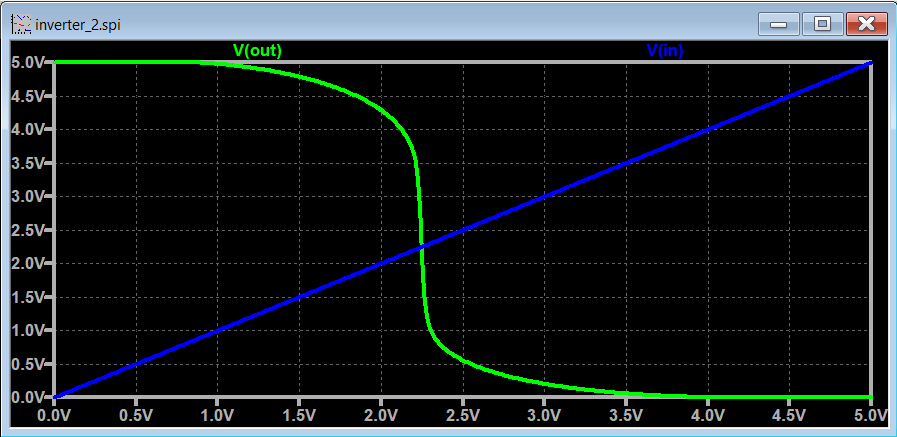 inverter_2.spi
V(out) V(in)
5.0V
4.5V
4.0V
3.5V
3.0V
2.5V
2.0V
1.5V
1.0V
0.5V
0.0V
0.0V 0.5V 1.0V 1.5V 2.0V 2.5V 3.0V 3.5V 4.0V 4.5V 5.0V